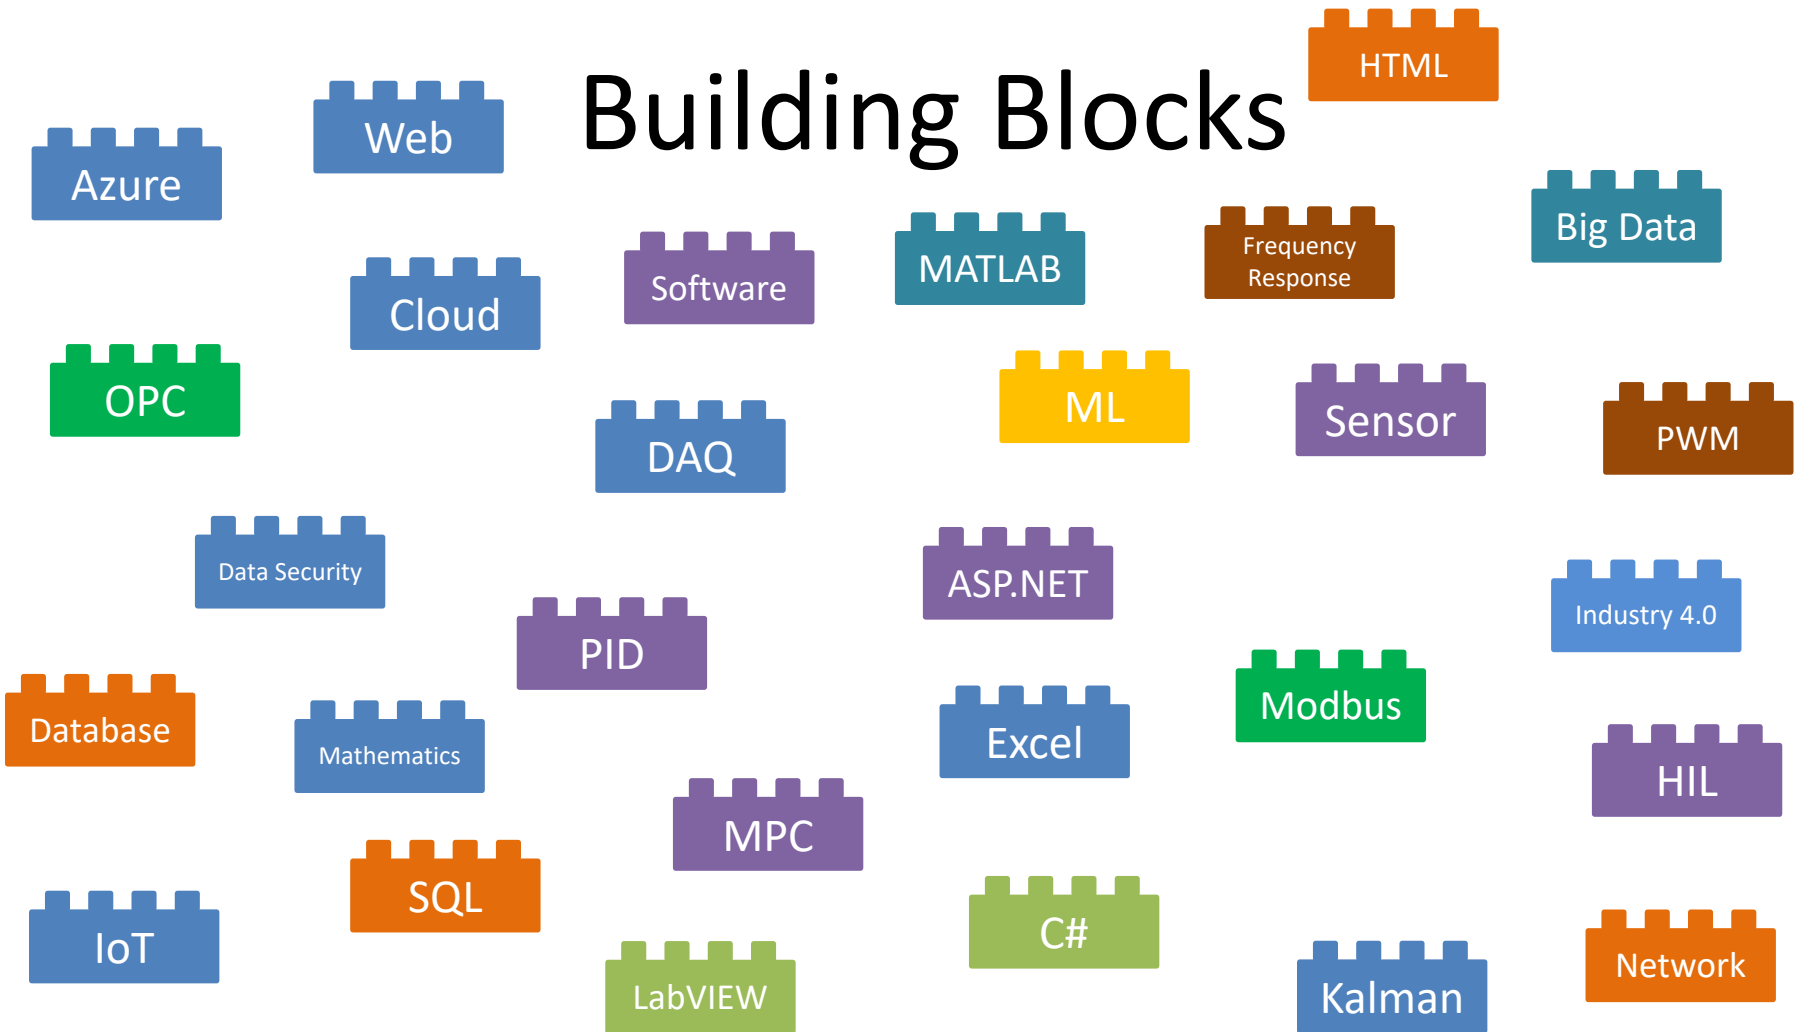 HTML
Building Blocks
Web
Azure
Big Data
Frequency
Response
MATLAB
Software
Cloud
OPC
ML
Sensor
PWM
DAQ
Data Security
ASP.NET
Industry 4.0
PID
Modbus
Database
Excel
Mathematics
HIL
MPC
SQL
C#
IoT
Network
LabVIEW
Kalman